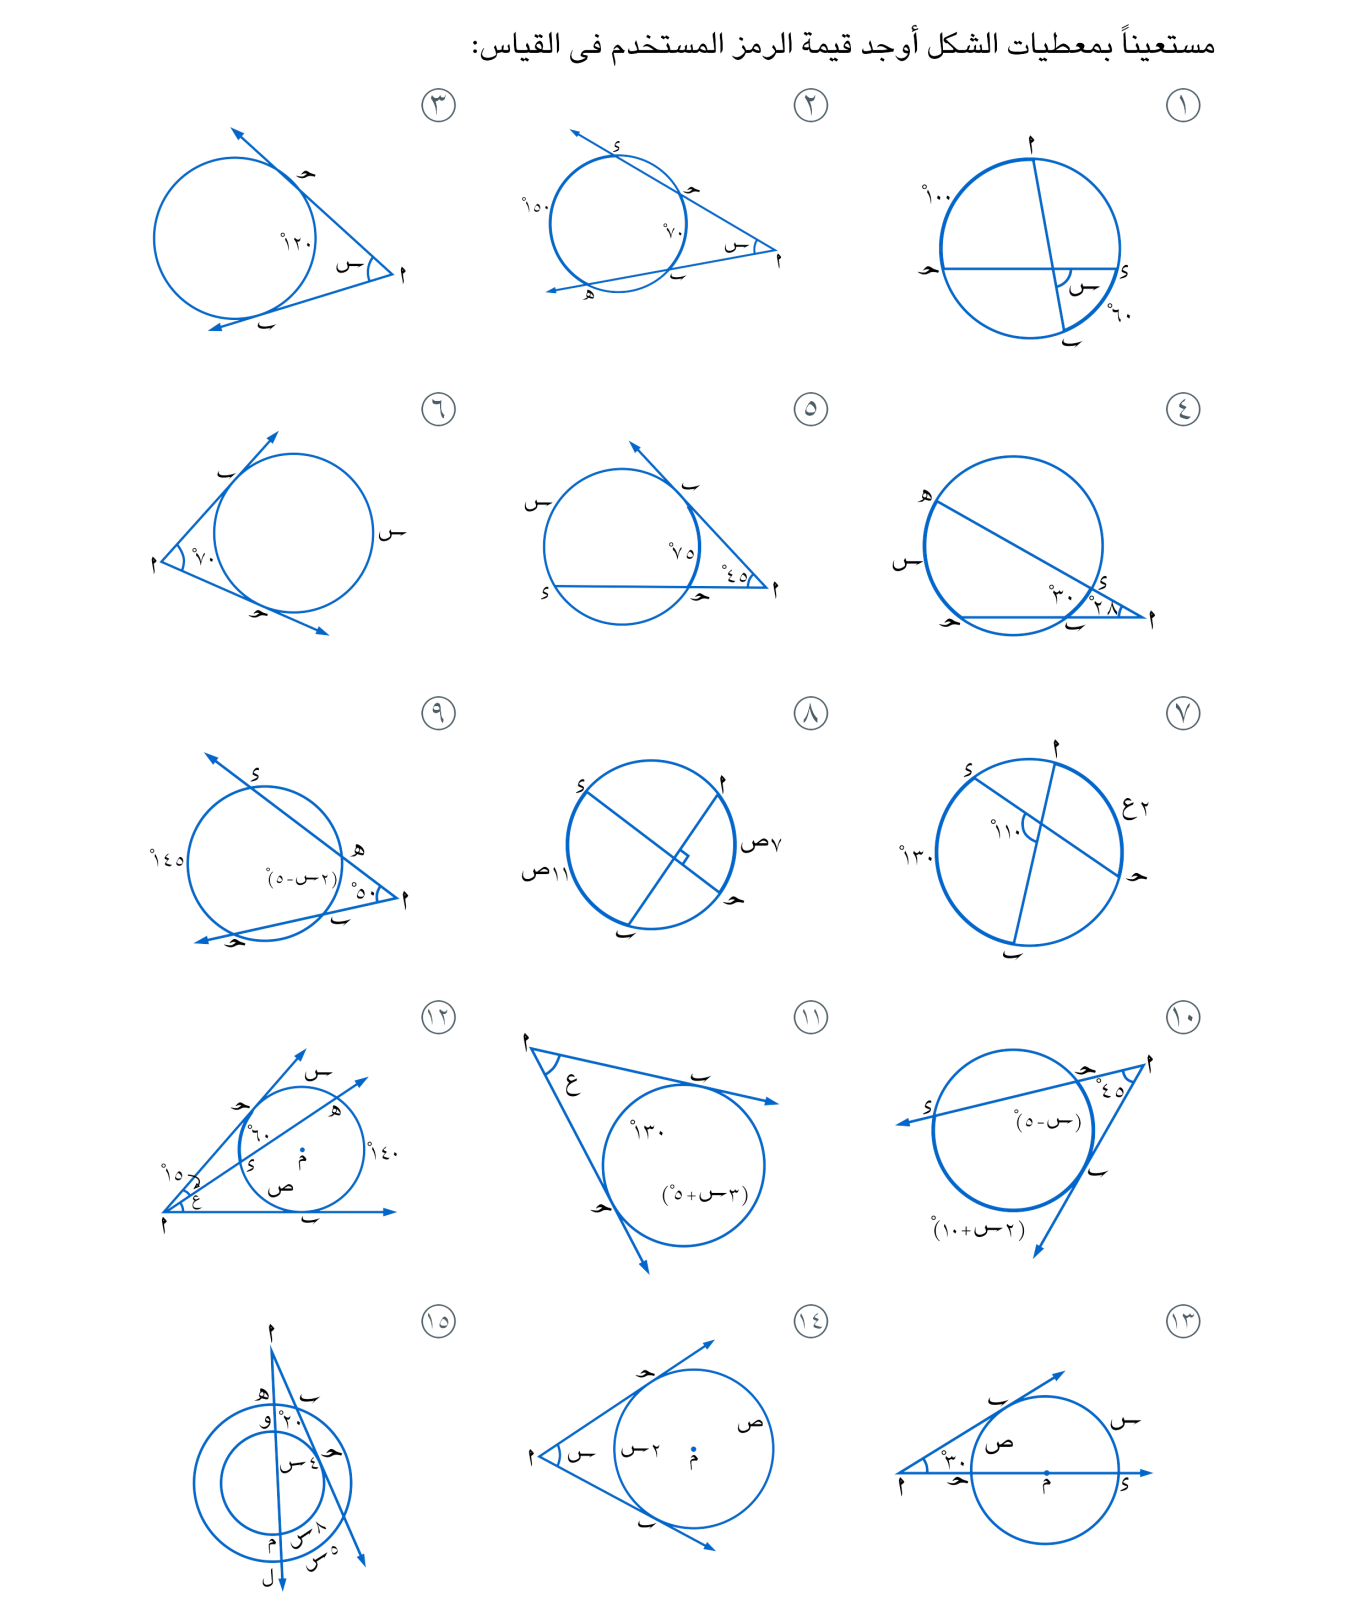 مستعيناً بمعطيات الشكل أوجد قيمة الرمز المستخدم فى القياس:
١
٢
٣
أ
١٠٠°
حـ
ء
س
٦٠°
ب
ء
حـ
١٥٠°
٧٠°
س
أ
ب
هـ
حـ
١٢٠°
س
أ
ب
٤
٥
٦
هـ
س
ء
٣٠°
٢٨°
أ
ب
حـ
ب
س
٧٥°
٤٥°
أ
حـ
ء
ب
س
٧٠°
أ
حـ
٧
٨
٩
أ
ء
٢ع
١١٠°
١٣٠°
حـ
ب
أ
ء
٧ص
١١ص
حـ
ب
ء
هـ
١٤٥°
(٢س-٥)°
٥٠°
أ
ب
حـ
١٠
١١
١٢
أ
حـ
٤٥°
ء
(س-٥)°
ب
(٢س+١٠)°
أ
ب
ع
١٣٠°
(٣س+٥°)
حـ
س
حـ
هـ
٦٠°
١٤٠°
م
ء
١٥°
ص
ع
أ
ب
١٣
١٤
١٥
ب
س
ص
٣٠°
أ
حـ
م
ء
حـ
ص
أ
س
٢س
م
ب
أ
هـ
ب
و
٢٠°
حـ
٤س
٨س
م
٥س
ل